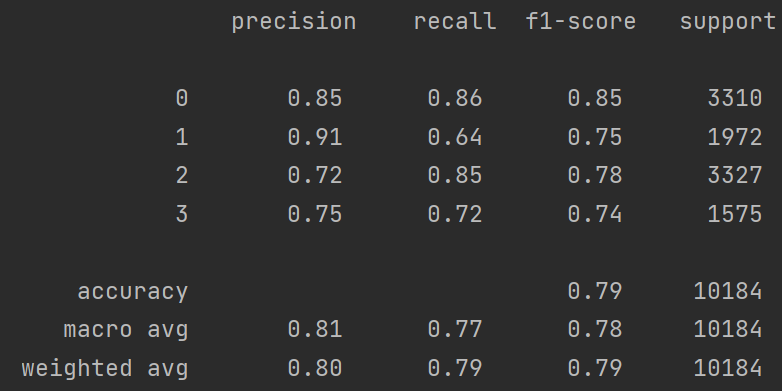 precision recall f1-score support
0 0.85 0.86 0.85 3310
1 0.91 0.64 0.75 1972
2 0.72 0.85 0.78 3327
3 0.75 0.72 0.74 1575
accuracy 0.79 10184
macro avg 0.81 0.77 0.78 10184
weighted avg 0.80 0.79 0.79 10184